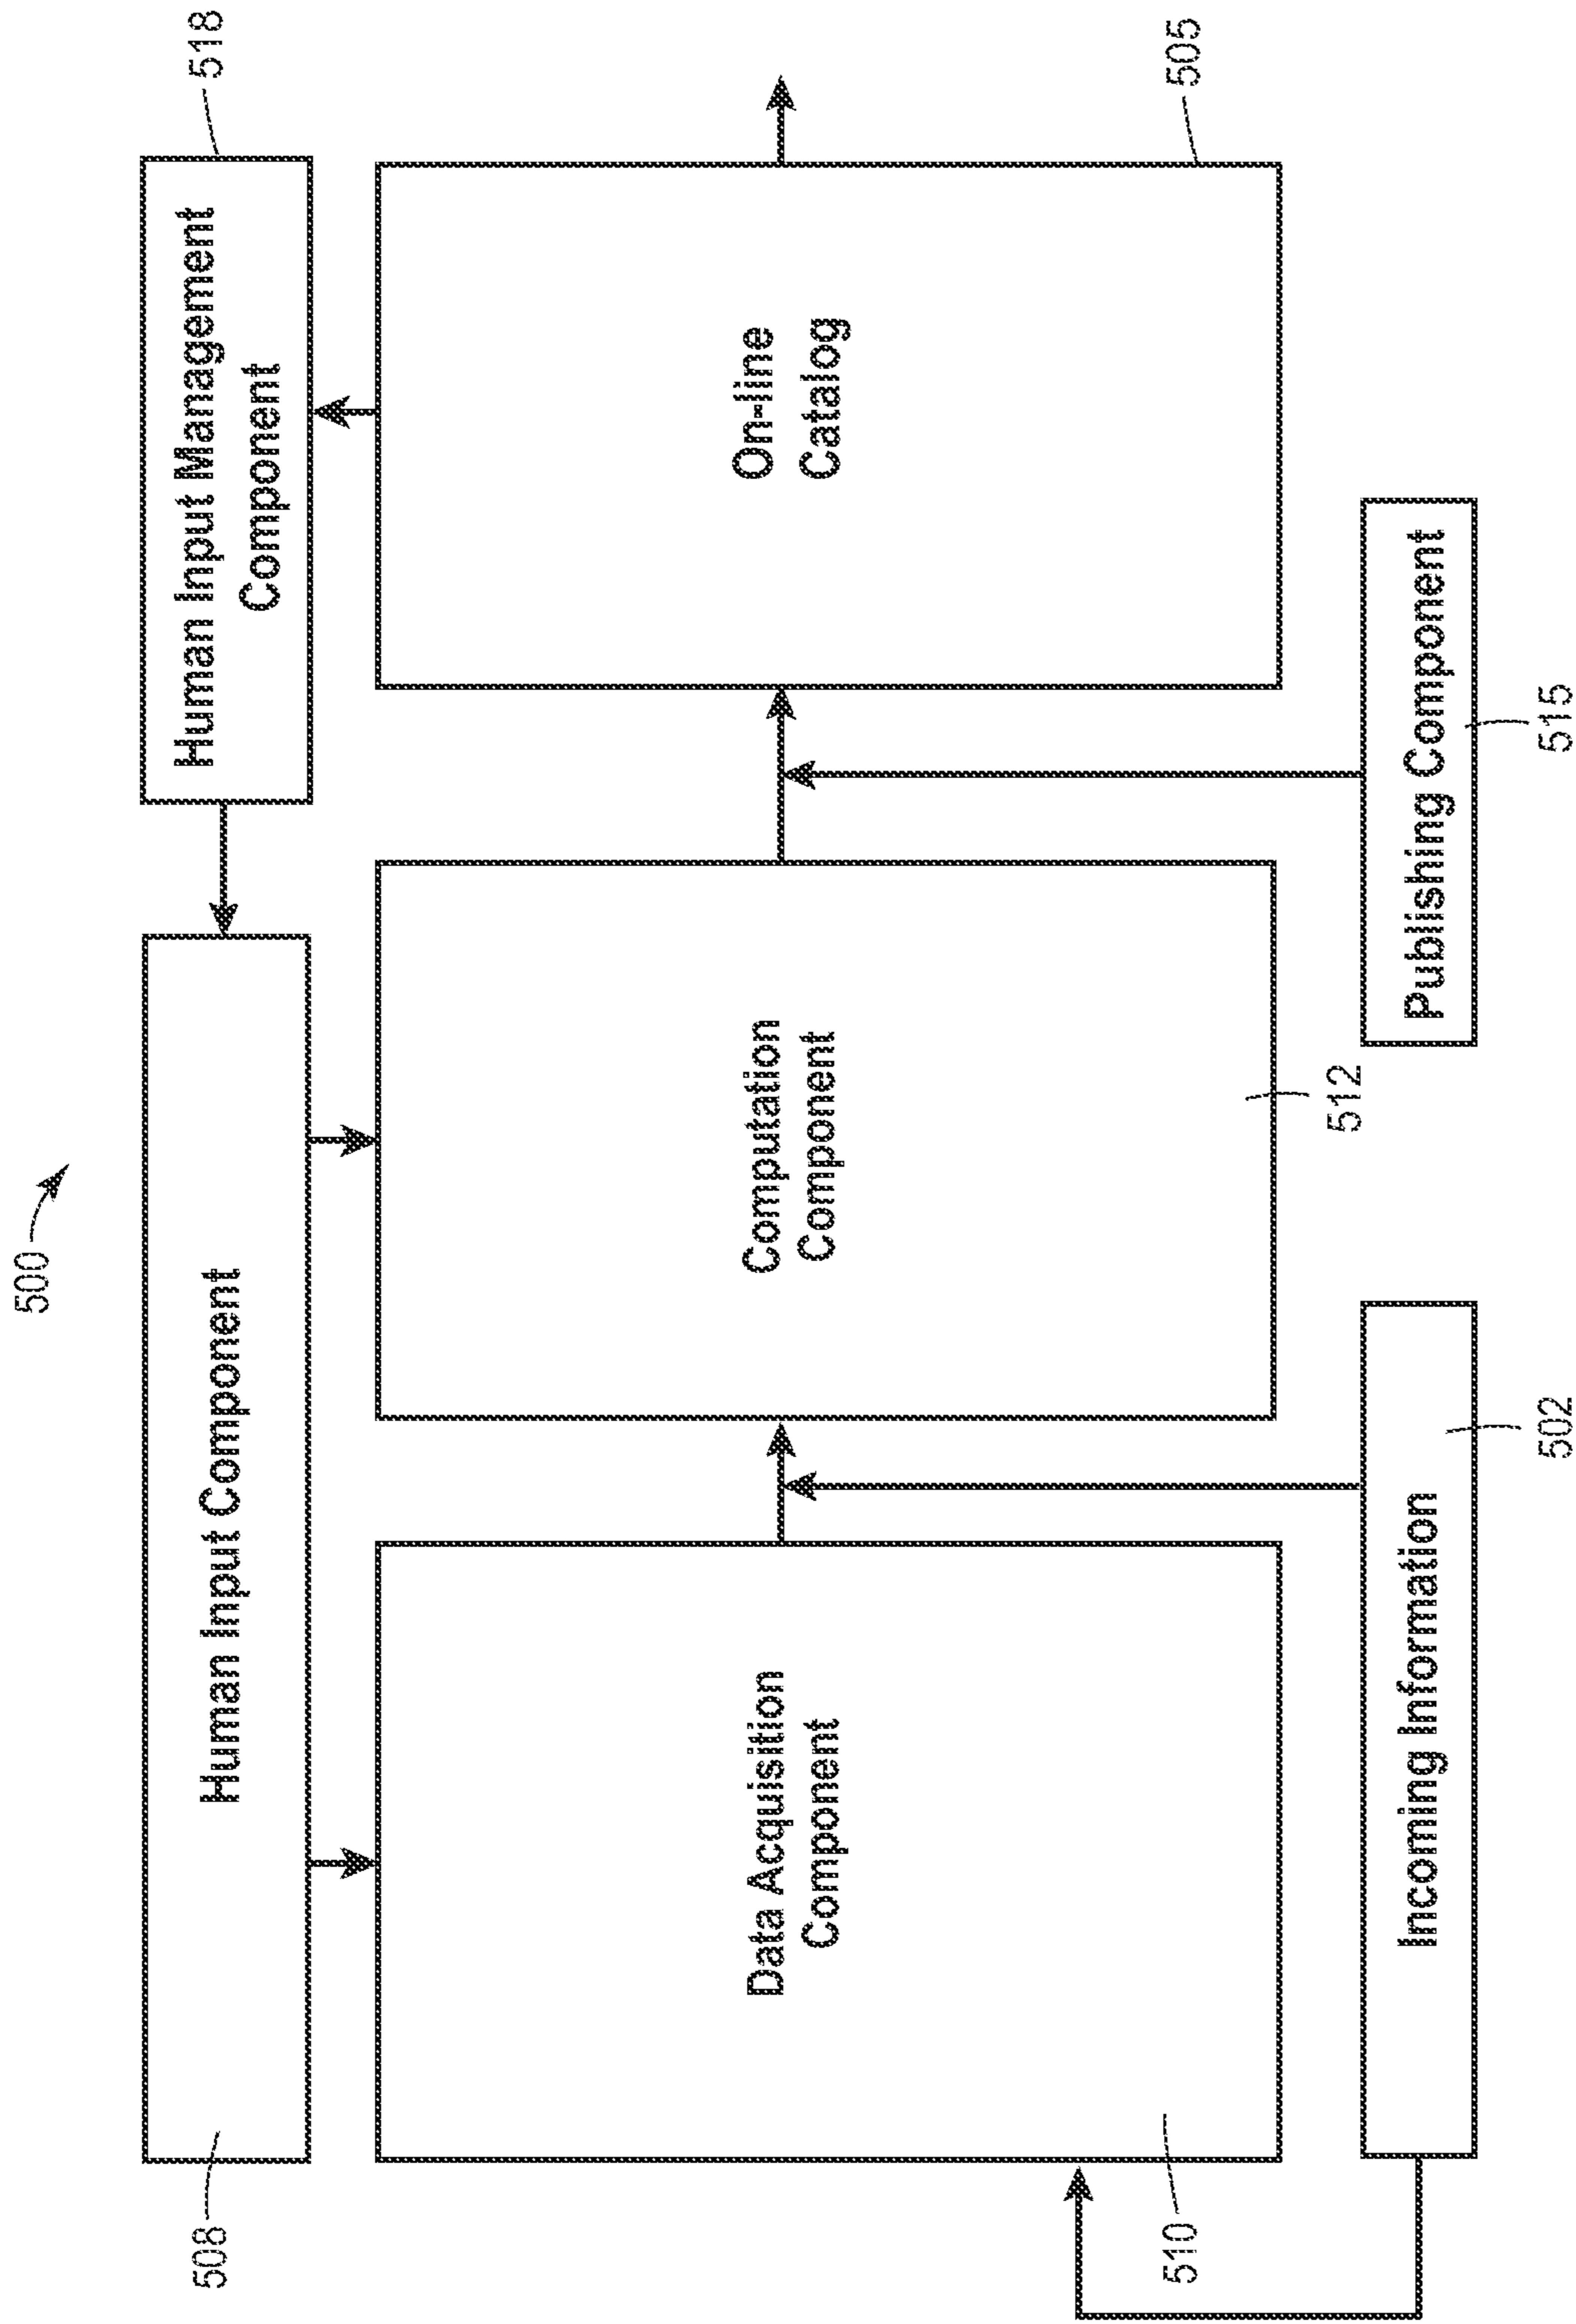 500
518
Human Input Component
Human Input Management
Component
508
Data Acquisition
Component
Computation
Component
On-line
Catalog
510
512
505
Incoming Information
Publishing Component
502
515